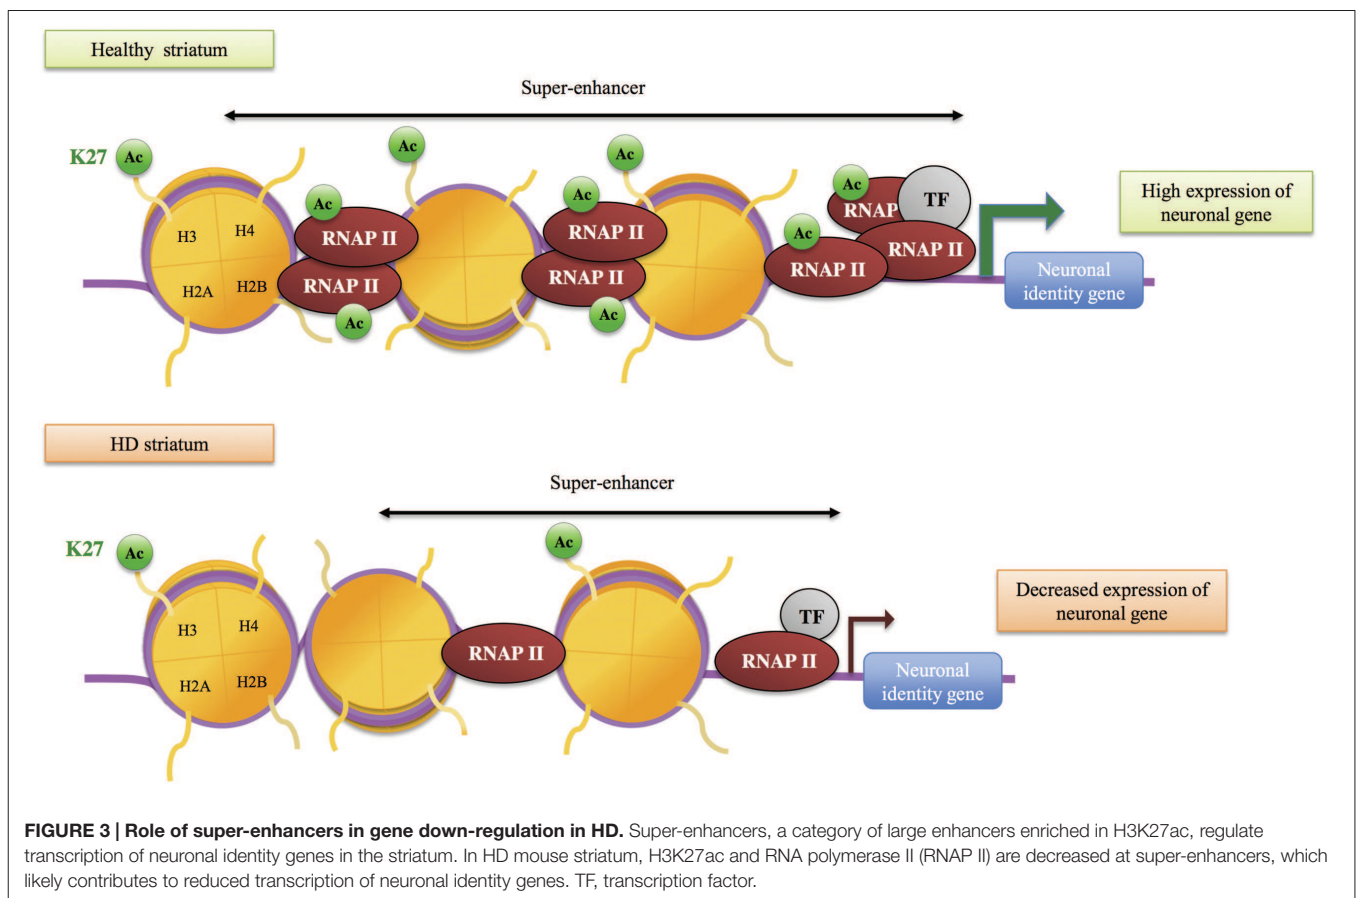 Healthy striatum
Super-enhancer
K27
Ac
Ac
Ac
Ac
TF
RNAP
Ac
Ac
Ac
H3
H4
RNAP II
RNAP II
RNAP II
RNAP II
RNAP II
RNAP II
H2A
H2B
Ac
Ac
High expression of
neuronal gene
Neuronal
identity gene
HD striatum
Super-enhancer
K27
Ac
Ac
H3
H4
H2A
H2B
RNAP II
TF
RNAP II
Decreased expression of
neuronal gene
Neuronal
identity gene
FIGURE 3 | Role of super-enhancers in gene down-regulation in HD. Super-enhancers, a category of large enhancers enriched in H3K27ac, regulate
transcription of neuronal identity genes in the striatum. In HD mouse striatum, H3K27ac and RNA polymerase II (RNAP II) are decreased at super-enhancers, which
likely contributes to reduced transcription of neuronal identity genes. TF, transcription factor.